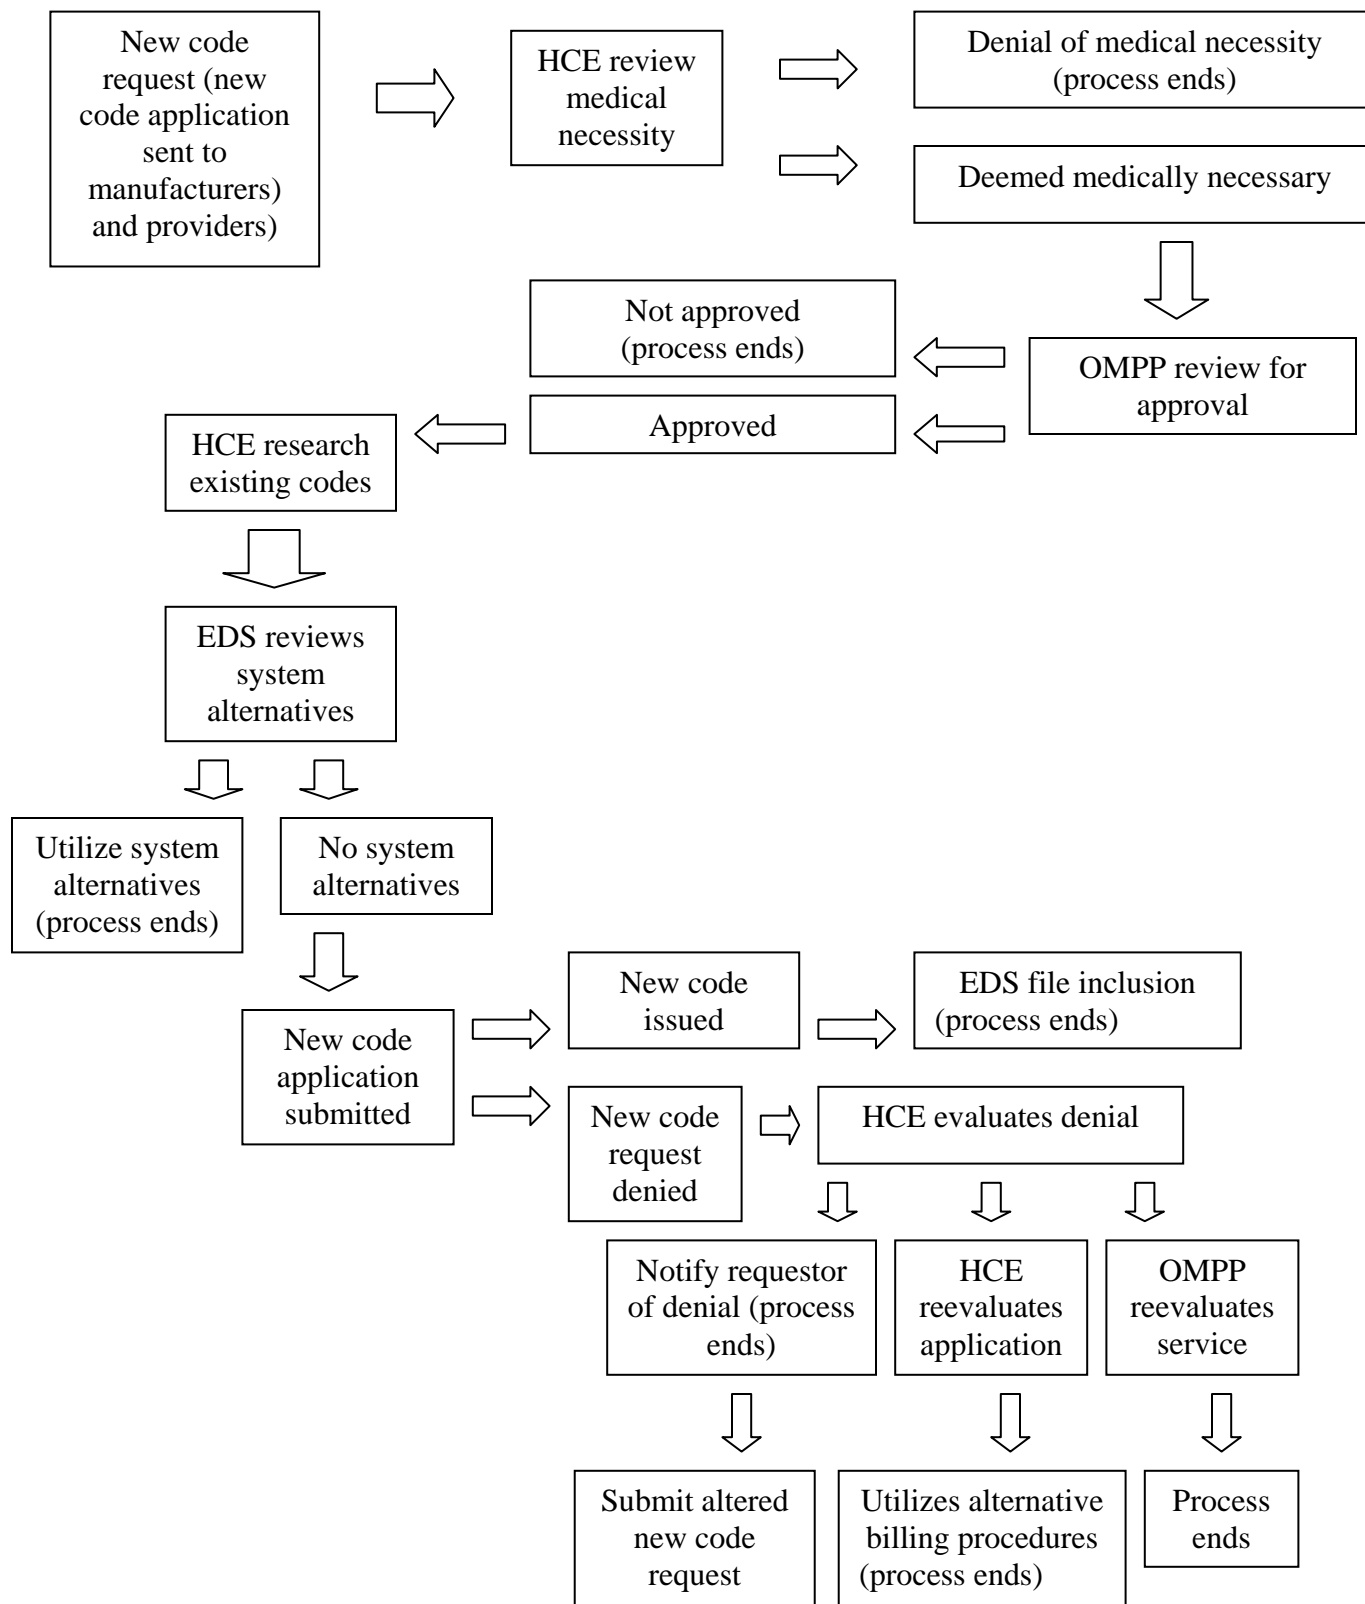 New code
request (new
code application
sent to
manufacturers)
and providers)
HCE review
medical
necessity
Denial of medical necessity
(process ends)
Deemed medically necessary
Not approved
(process ends)
OMPP review for
approval
Approved
HCE research
existing codes
EDS reviews
system
alternatives
Utilize system
alternatives
(process ends)
No system
alternatives
New code
application
submitted
New code
issued
EDS file inclusion
(process ends)
New code
request
denied
HCE evaluates denial
Notify requestor
of denial (process
ends)
HCE
reevaluates
application
OMPP
reevaluates
service
Submit altered
new code
request
Utilizes alternative
billing procedures
(process ends)
Process
ends